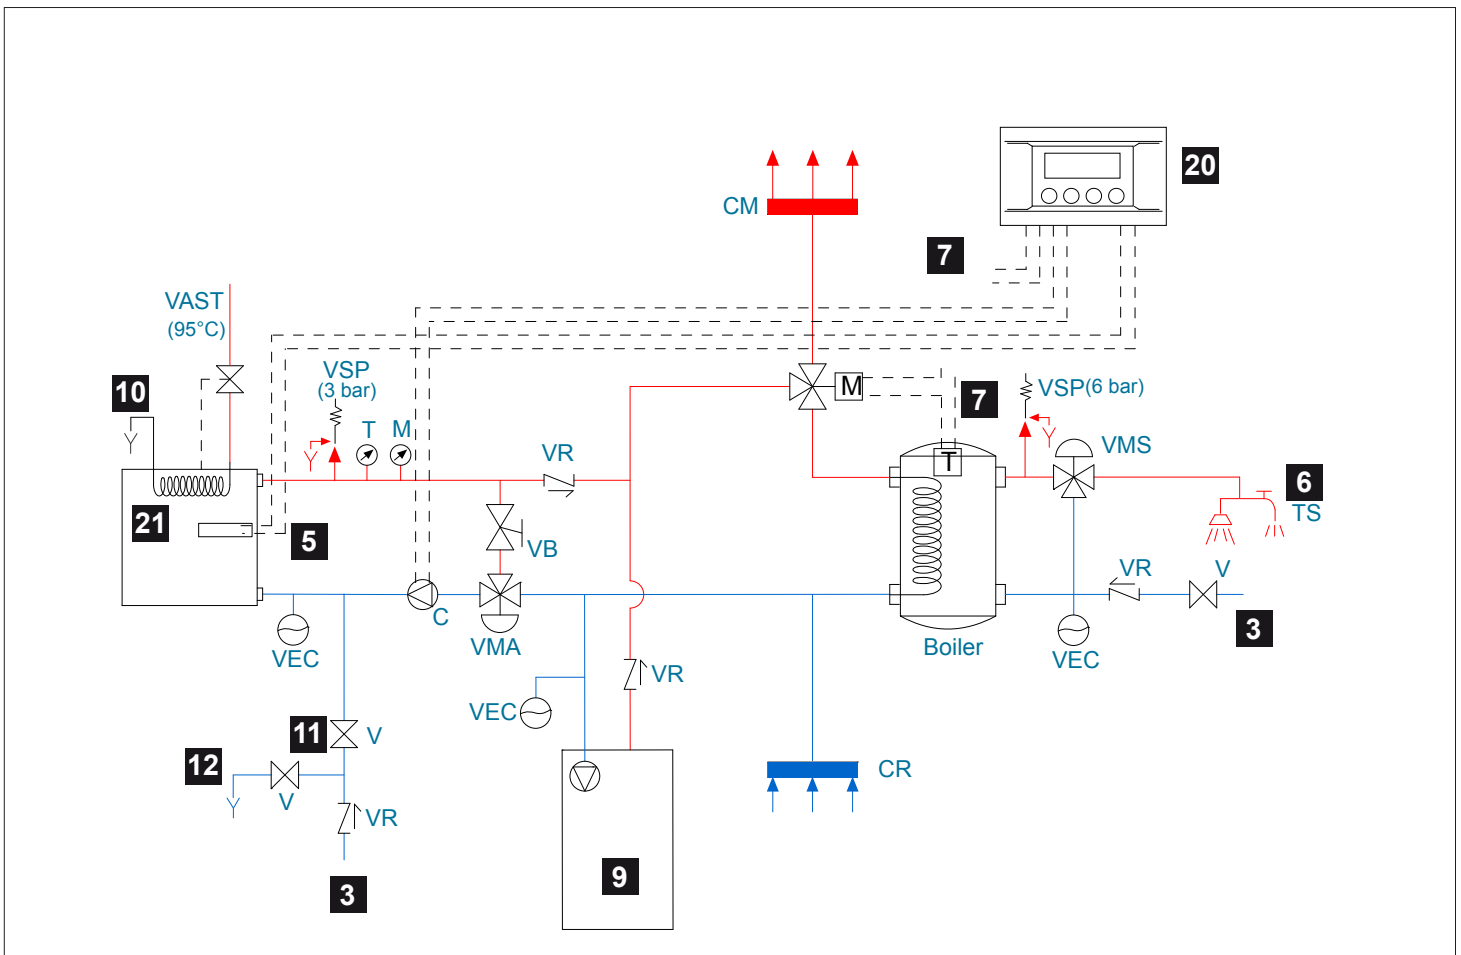 20
CM
7
VAST
(95°C)
10
VSP
(3 bar)
T
M
VR
M
7
VSP(6 bar)
VMS
T
6
TS
21
5
VB
VR
V
C
VMA
Boiler
3
VEC
VEC
VR
VEC
11
V
12
V
CR
VR
9
3